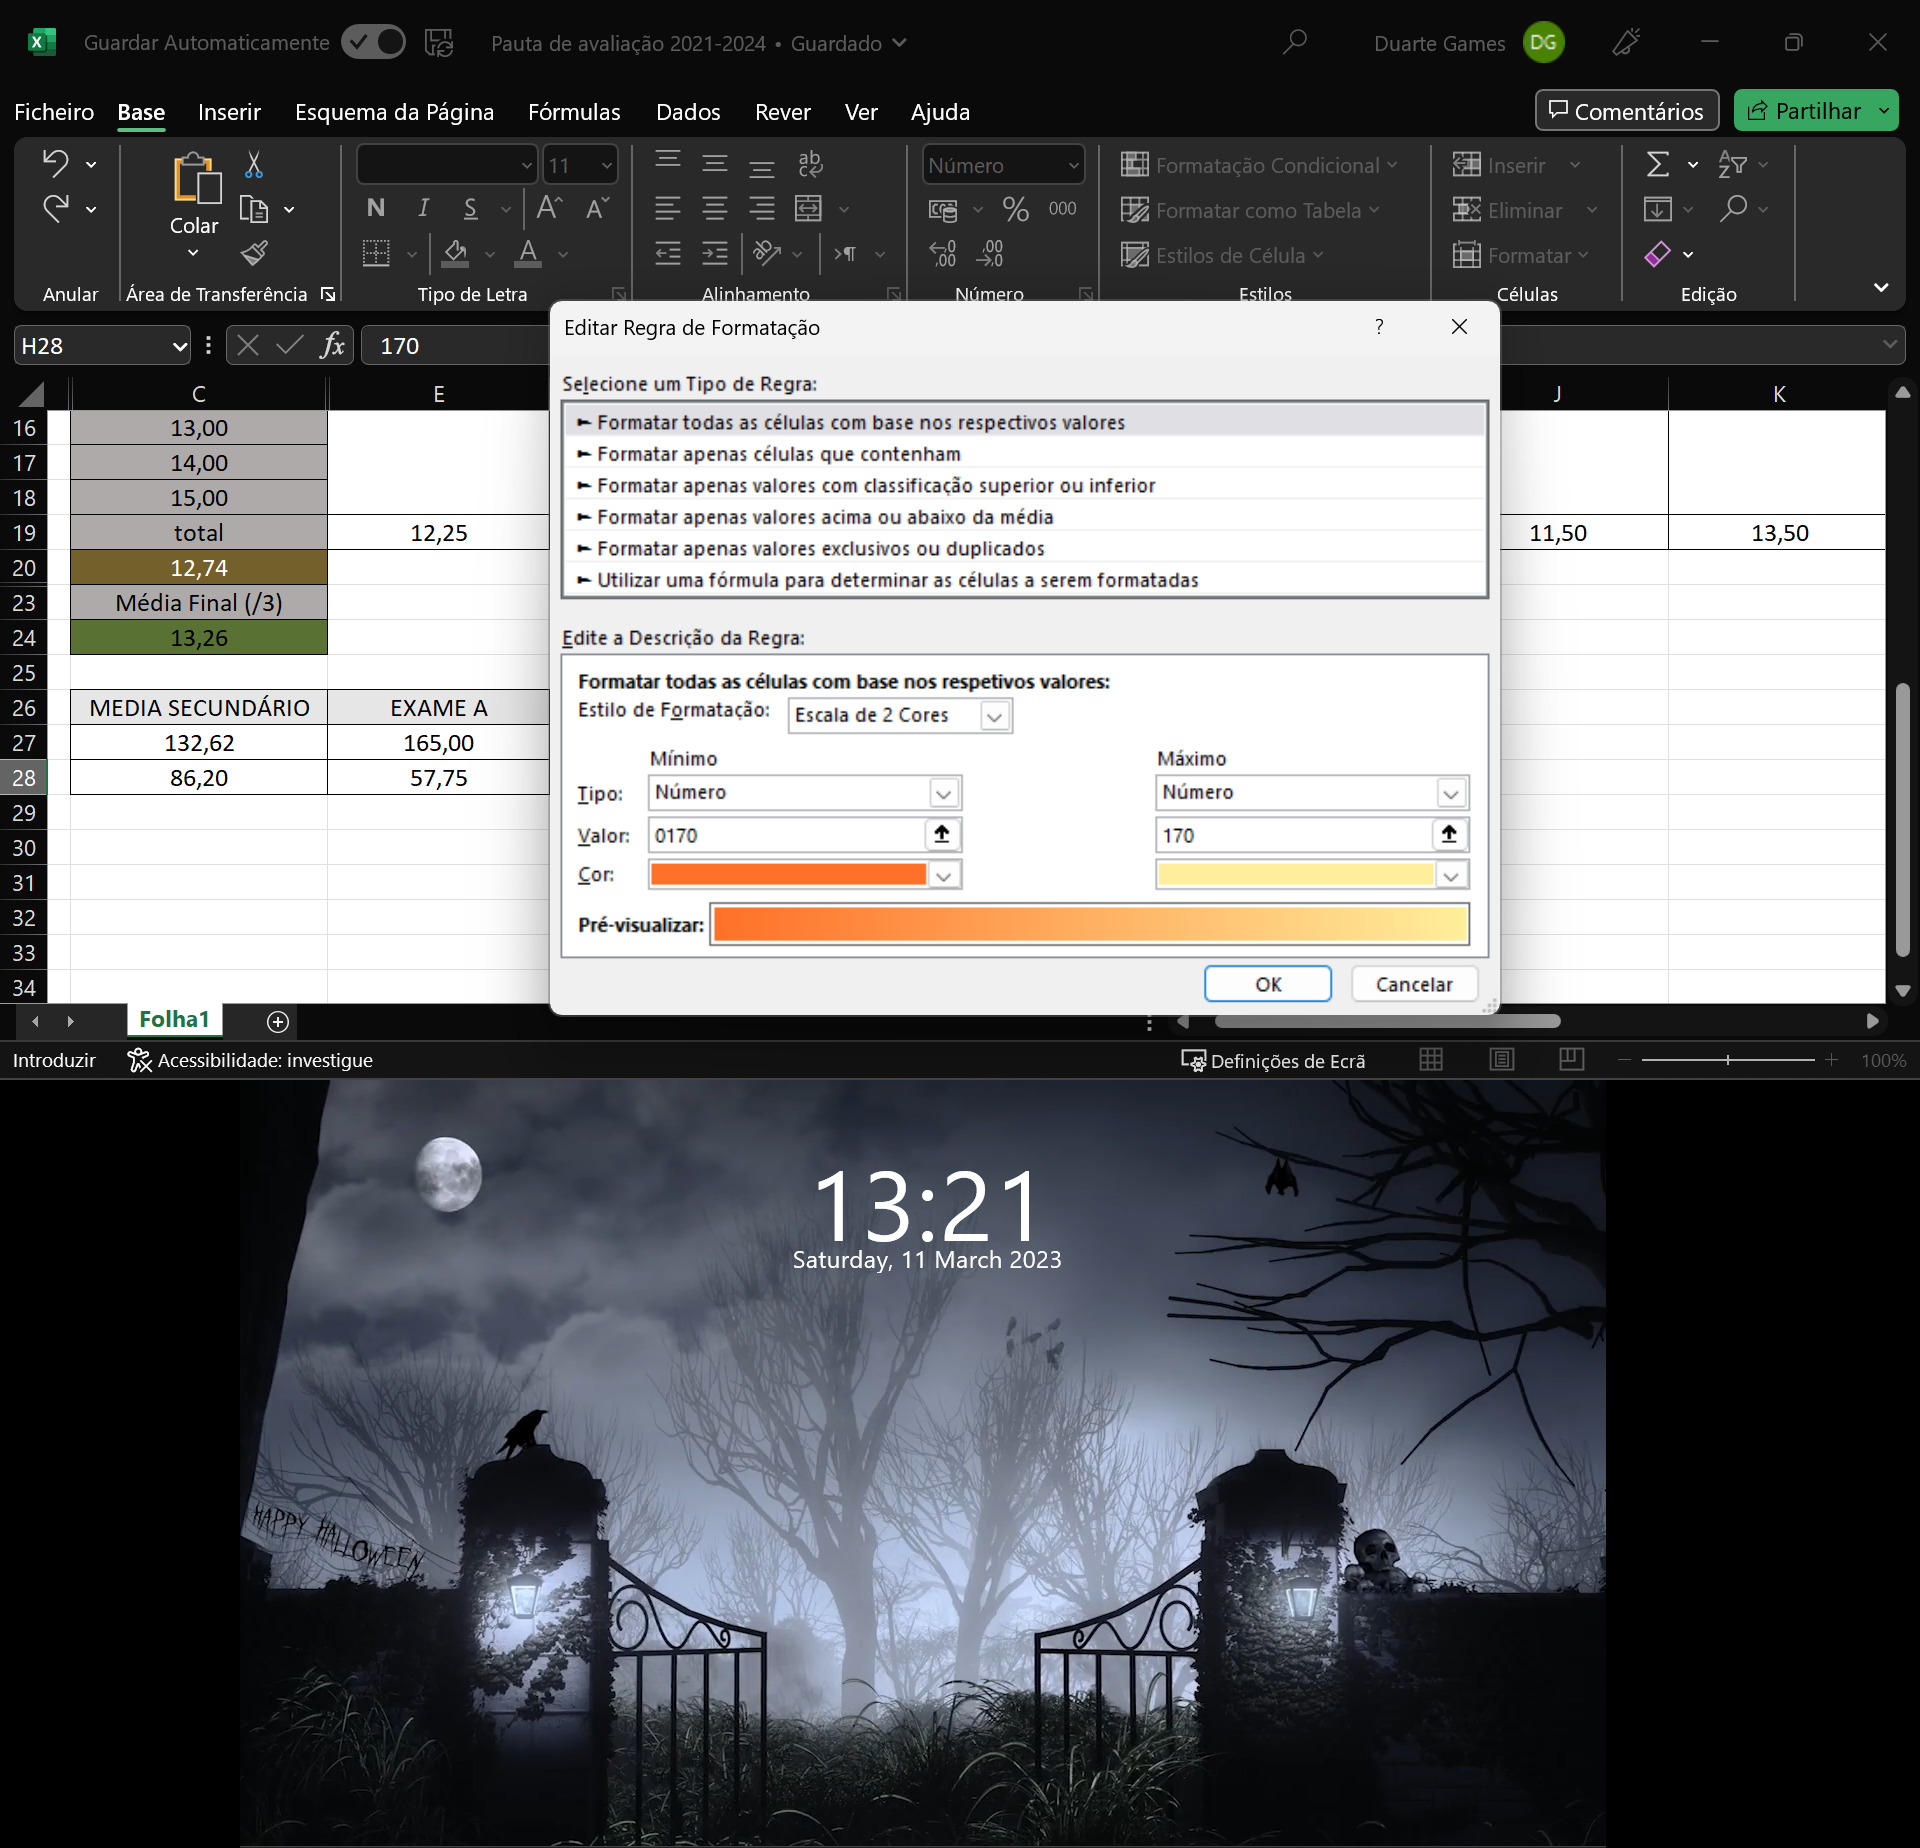 Guardar Automaticamente
Pauta de avaliação 2021-2024 • Guardado
Duarte Games
DG
Ficheiro Base Inserir Esquema da Página Fórmulas Dados Rever Ver Ajuda
Comentários
Partilhar
Colar
11
N I S
Número
% 000
Formatação Condicional
Formatar como Tabela
Estilos de Célula
Inserir
Eliminar
Formatar
Anular Área de Transferência Tipo de Letra Alinhamento Número Estilos Células Edição
H28
fx
170
C E J K
16 13,00
17 14,00
18 15,00
19 total 12,25 11,50 13,50
20 12,74
23 Média Final (/3)
24 13,26
25
26 MEDIA SECUNDÁRIO EXAME A
27 132,62 165,00
28 86,20 57,75
29
30
31
32
33
34
Editar Regra de Formatação
?
Selecione um Tipo de Regra:
► Formatar todas as células com base nos respectivos valores
► Formatar apenas células que contenham
► Formatar apenas valores com classificação superior ou inferior
► Formatar apenas valores acima ou abaixo da média
► Formatar apenas valores exclusivos ou duplicados
► Utilizar uma fórmula para determinar as células a serem formatadas
Edite a Descrição da Regra:
Formatar todas as células com base nos respetivos valores:
Estilo de Formatação: Escala de 2 Cores
Mínimo Máximo
Tipo: Número Número
Valor: 0170 170
Cor:
Pré-visualizar:
OK Cancelar
Folha1
Introduzir
Acessibilidade: investigue
Definições de Ecrã
100%
13:21
Saturday, 11 March 2023
HAPPY HALLOWEEN